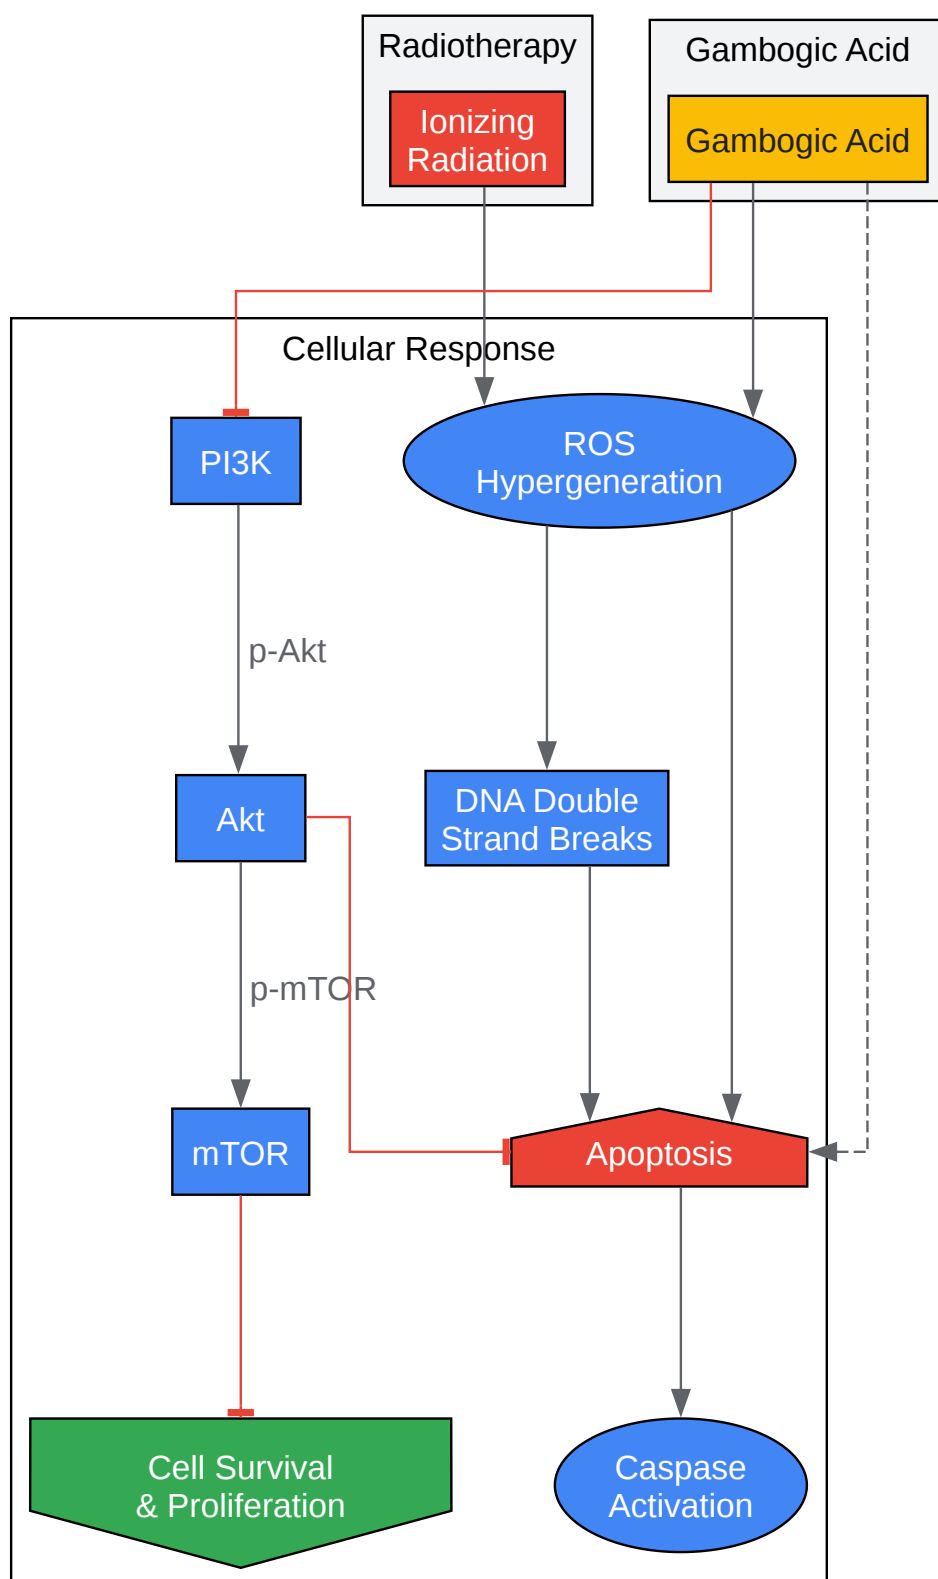 Radiotherapy
Gambogic Acid
Ionizing
Radiation
Gambogic Acid
Cellular Response
PI3K
ROS
Hypergeneration
p-Akt
Akt
DNA Double
Strand Breaks
p-mTOR
mTOR
Apoptosis
Cell Survival
& Proliferation
Caspase
Activation